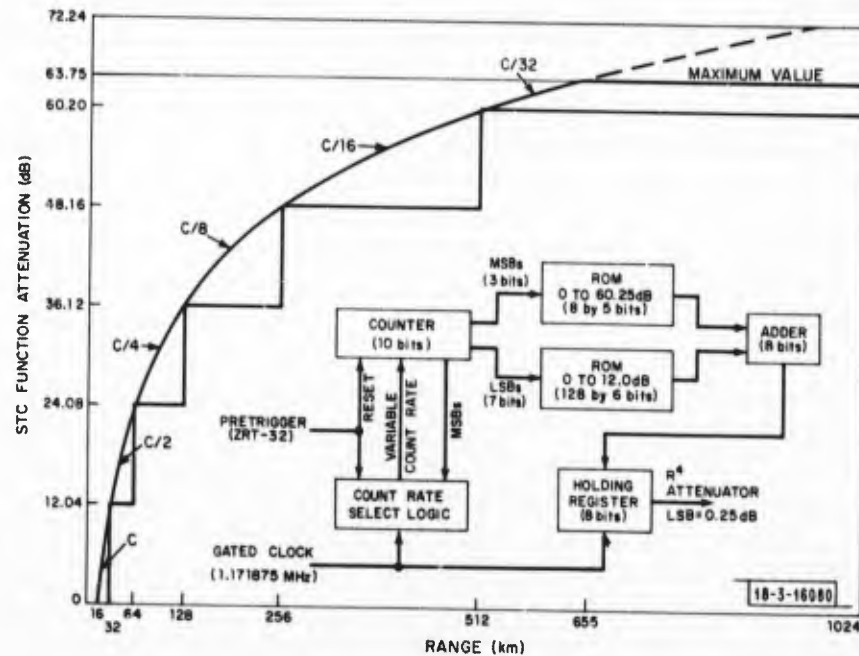 STC FUNCTION ATTENUATION (dB)
72.24
63.75
60.20
48.16
36.12
24.08
12.04
0
C/32
MAXIMUM VALUE
C/16
C/8
C/4
C/2
C
COUNTER
(10 bits)
MSBs
(3 bits)
LSBs
(7 bits)
ROM
0 TO 60.25dB
(8 by 5 bits)
ROM
0 TO 12.0dB
(128 by 6 bits)
ADDER
(8 bits)
PRETRIGGER
(ZRT-32)
RESET
VARIABLE
COUNT RATE
MSBs
COUNT RATE
SELECT LOGIC
HOLDING
REGISTER
(8 bits)
R4
ATTENUATOR
LSB=0.25dB
GATED CLOCK
(1.171875 MHz)
18-3-16080
16
32
64
128
256
512
655
1024
RANGE (km)